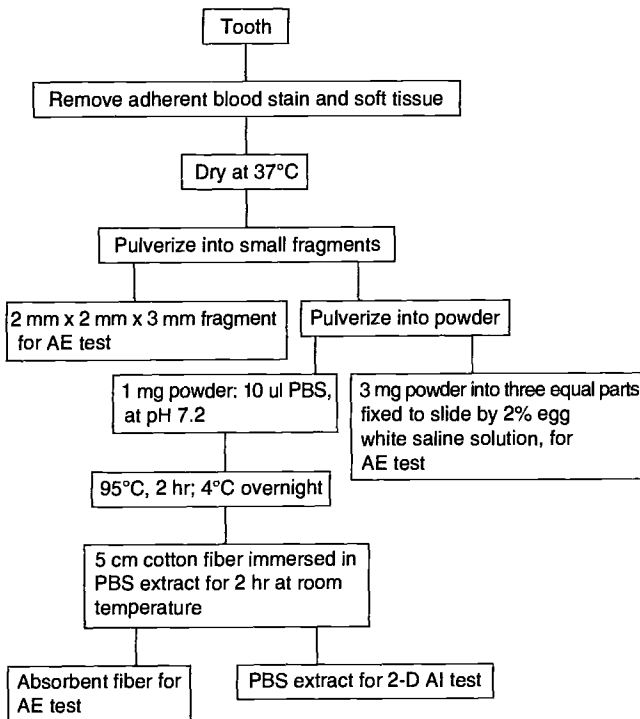 Tooth
Remove adherent blood stain and soft tissue
Dry at 37°C
Pulverize into small fragments
2 mm x 2 mm x 3 mm fragment
for AE test
Pulverize into powder
1 mg powder: 10 ul PBS,
at pH 7.2
3 mg powder into three equal parts
fixed to slide by 2% egg
white saline solution, for
AE test
95°C, 2 hr; 4°C overnight
5 cm cotton fiber immersed in
PBS extract for 2 hr at room
temperature
Absorbent fiber for
AE test
PBS extract for 2-D AI test